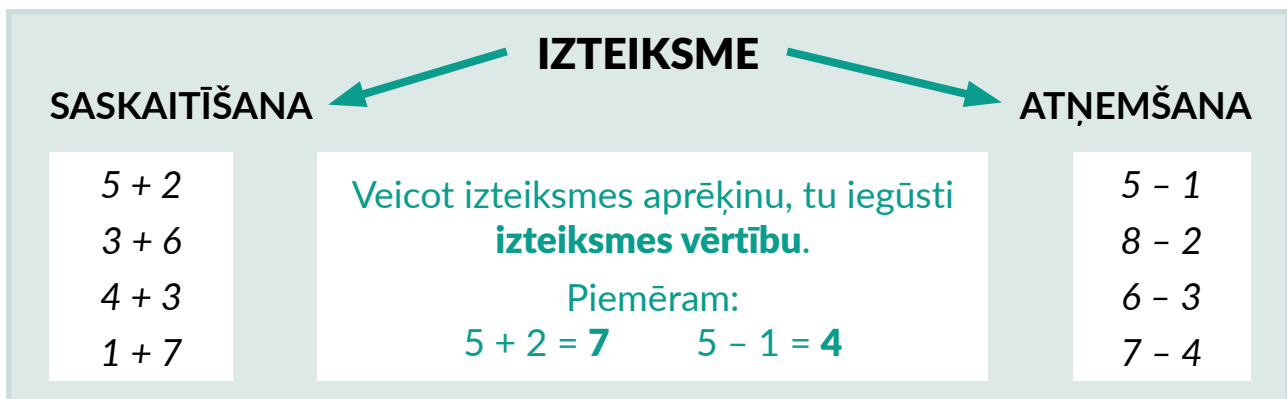 IZTEIKSME
SASKAITĪŠANA
ATŅEMŠANA
5 + 2
3 + 6
4 + 3
1 + 7
Veicot izteiksmes aprēķinu, tu iegūsti
izteiksmes vērtību.
Piemēram:
5 + 2 = 7 5 – 1 = 4
5 – 1
8 – 2
6 – 3
7 – 4